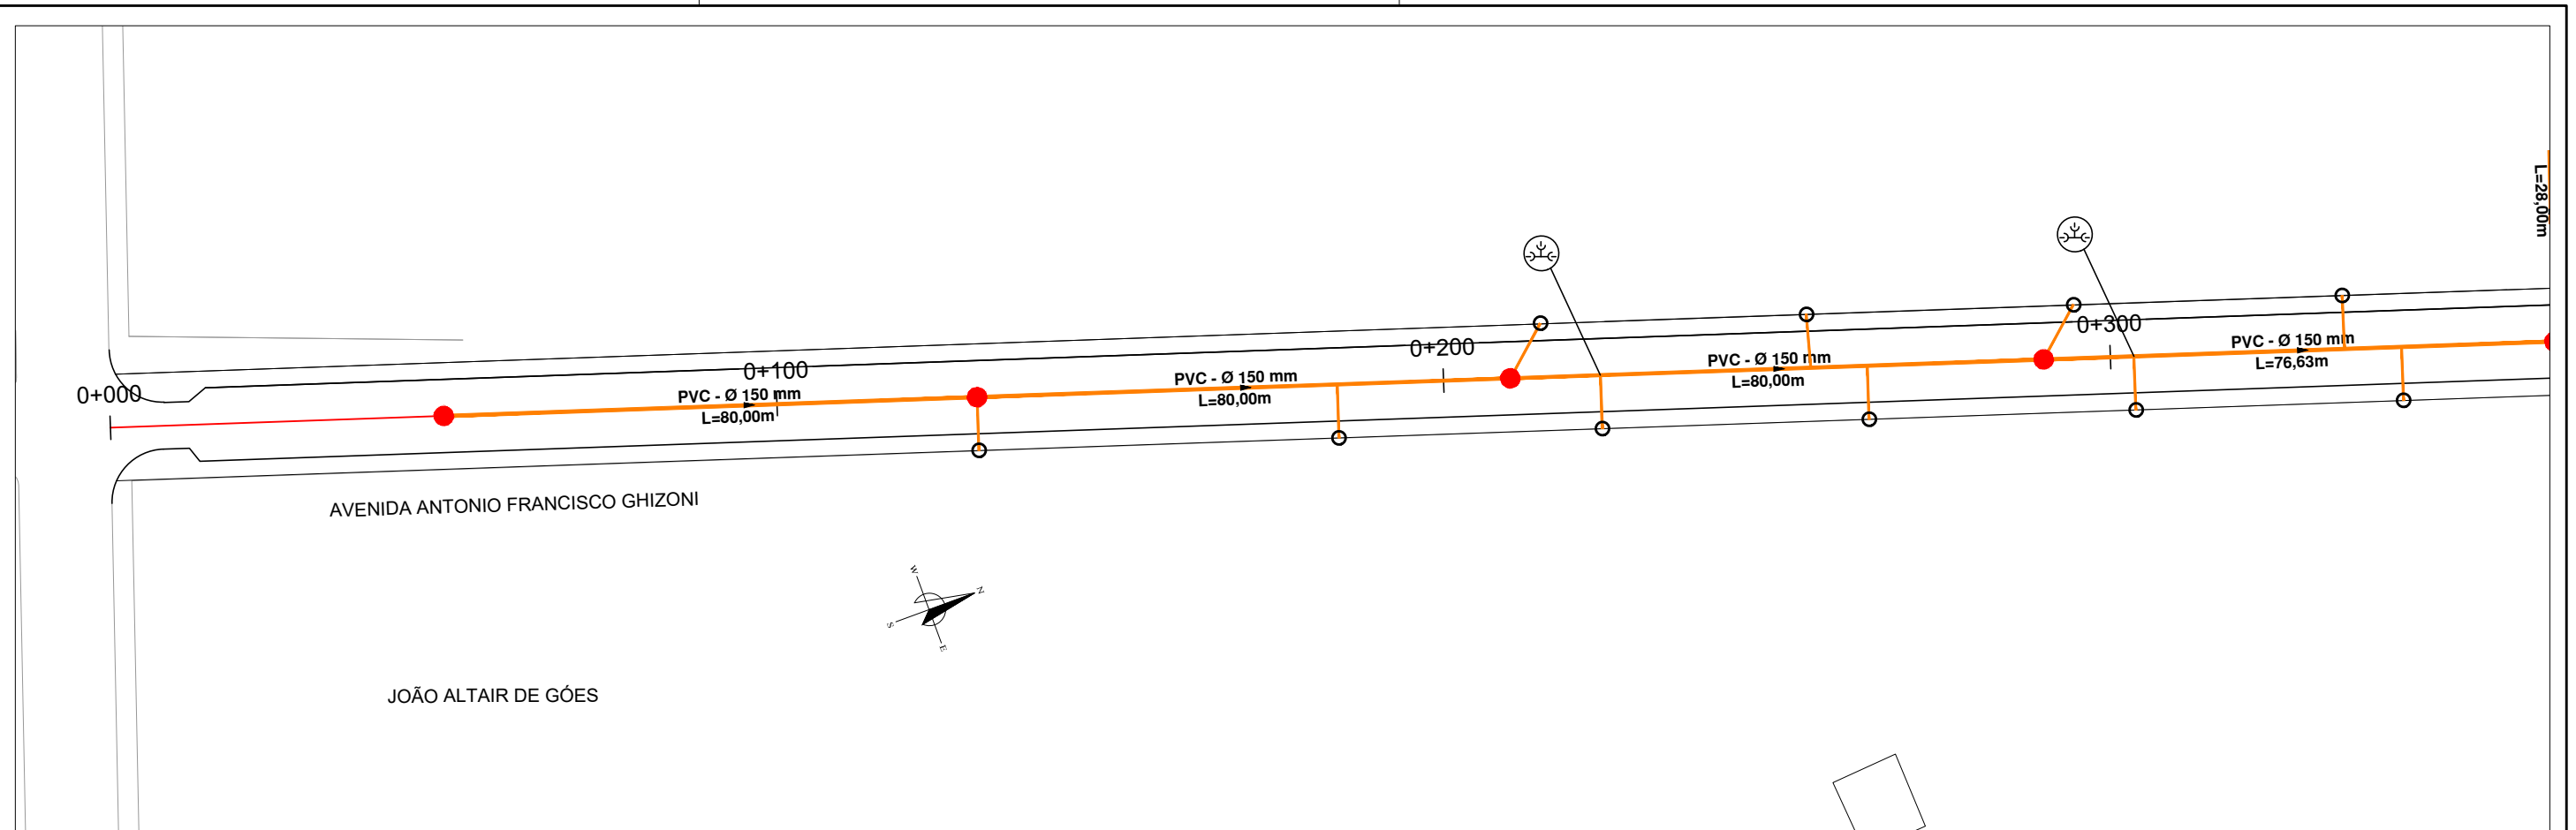 L=28,00m
0+300
0+200
PVC - Ø 150 mm
L=76,63m
PVC - Ø 150 mm
L=80,00m
0+100
PVC - Ø 150 mm
L=80,00m
0+000
PVC - Ø 150 mm
L=80,00m
AVENIDA ANTONIO FRANCISCO GHIZONI
W
N
S
E
JOÃO ALTAIR DE GÓES